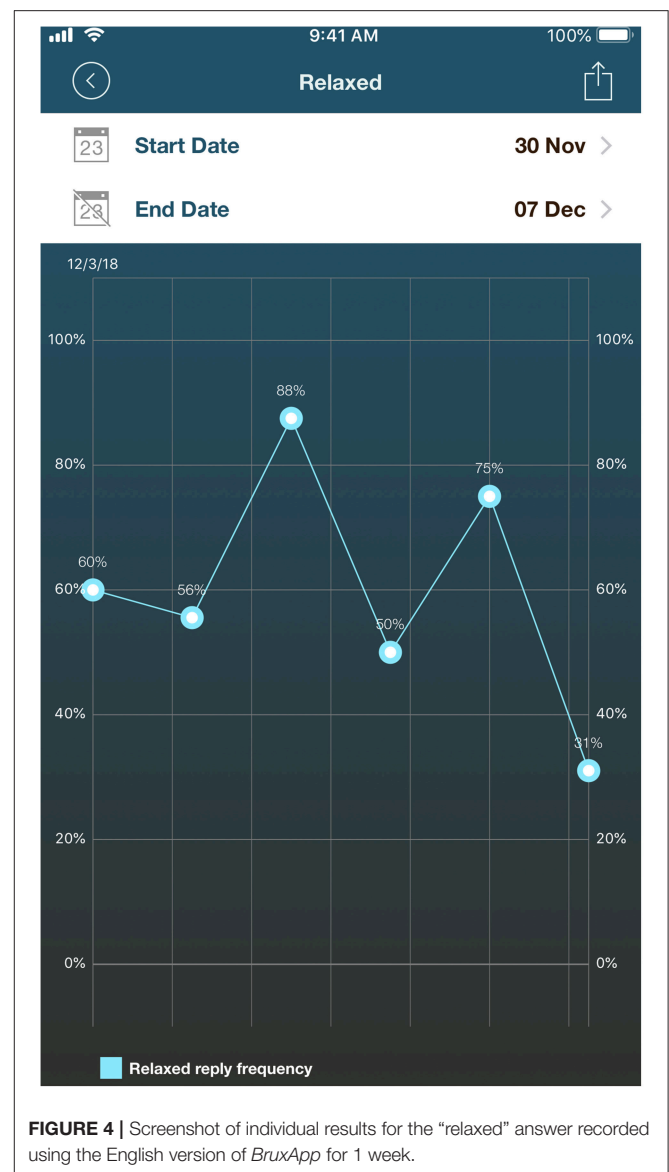 9:41 AM 100%
Relaxed
23 Start Date 30 Nov
23 End Date 07 Dec
12/3/18
100% 100%
88%
80% 75% 80%
60%
60% 56% 60%
50%
40% 40%
31%
20% 20%
0% 0%
Relaxed reply frequency
FIGURE 4 | Screenshot of individual results for the “relaxed” answer recorded
using the English version of BruxApp for 1 week.